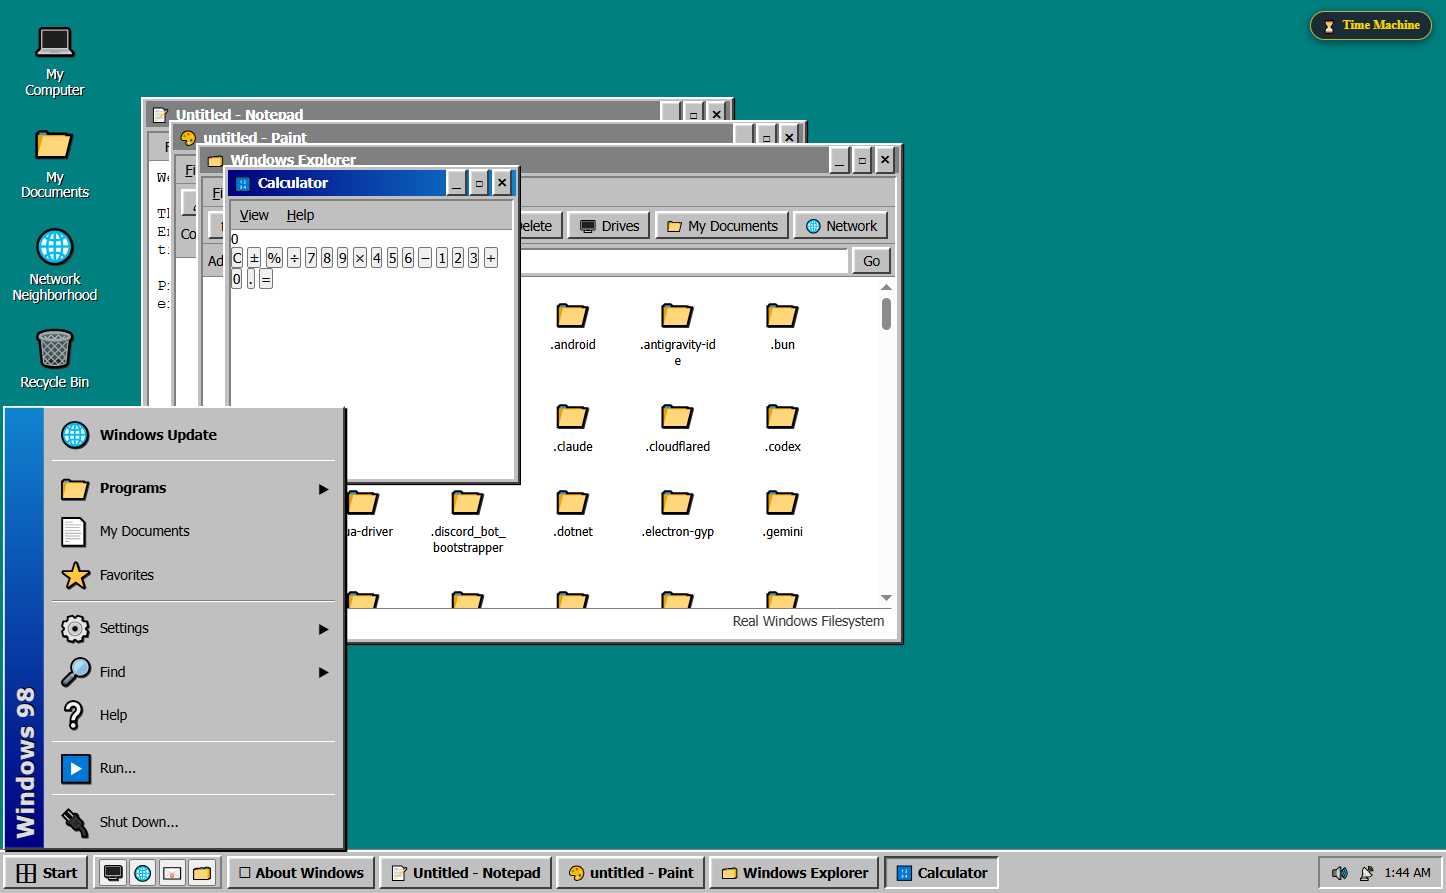 My
Computer
My
Documents
Network
Neighborhood
Recycle Bin
Time Machine
Untitled - Notepad
untitled - Paint
Windows Explorer
Delete
Drives
My Documents
Network
Go
.android
.antigravity-id
e
.bun
.claude
.cloudflared
.codex
.discord_bot_
bootstrapper
.dotnet
.electron-gyp
.gemini
Real Windows Filesystem
Calculator
View Help
0
C ± % ÷ 7 8 9 × 4 5 6 − 1 2 3 +
0 . =
Windows 98
Windows Update
Programs
My Documents
Favorites
Settings
Find
Help
Run...
Shut Down...
Start
About Windows
Untitled - Notepad
untitled - Paint
Windows Explorer
Calculator
1:44 AM